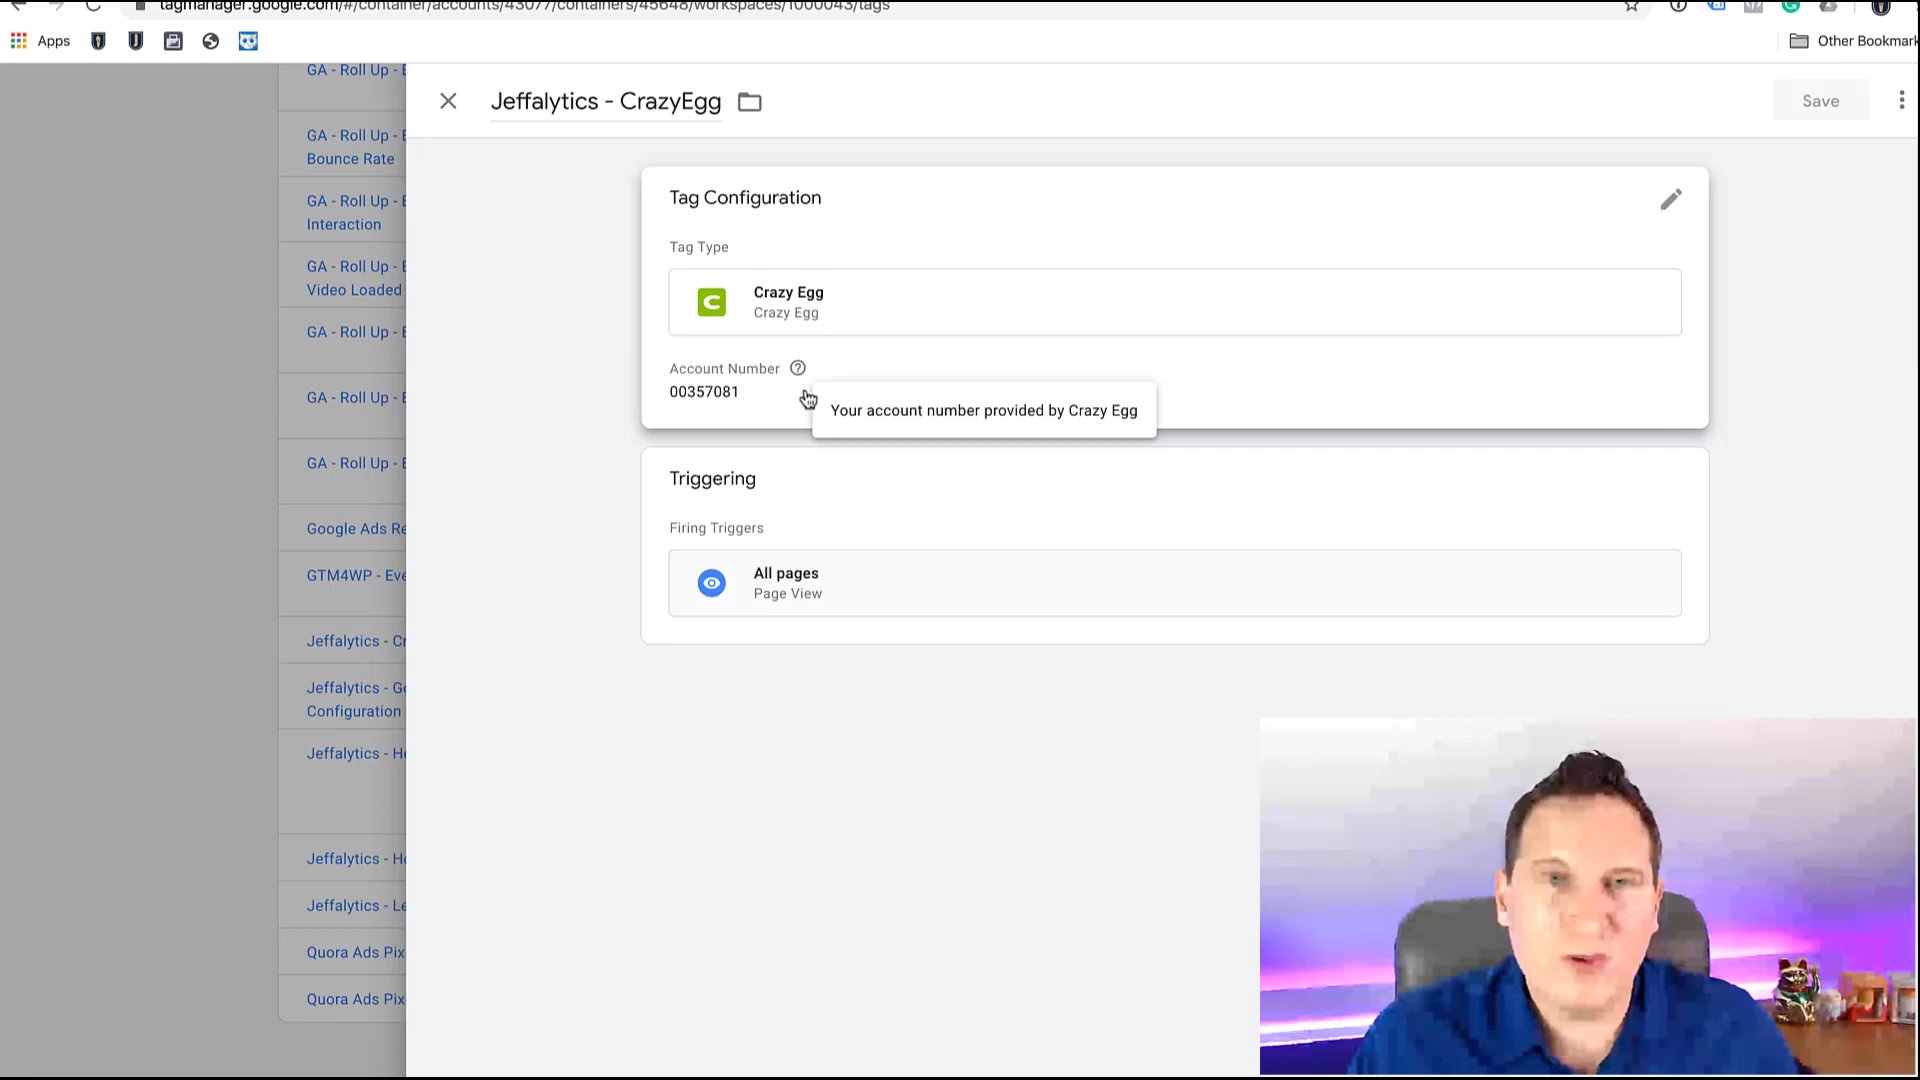 tagmanager.google.com/#/container/accounts/43077/containers/45648/workspaces/1000043/tags
Apps
Other Bookmark
GA - Roll Up - E
GA - Roll Up - E
Bounce Rate
GA - Roll Up - E
Interaction
GA - Roll Up - E
Video Loaded
GA - Roll Up - E
GA - Roll Up - E
GA - Roll Up - E
Google Ads Re
GTM4WP - Eve
Jeffalytics - Cr
Jeffalytics - Go
Configuration
Jeffalytics - He
Jeffalytics - Ho
Jeffalytics - Le
Quora Ads Pix
Quora Ads Pix
Jeffalytics - CrazyEgg
Save
Tag Configuration
Tag Type
Crazy Egg
Crazy Egg
Account Number
00357081
Your account number provided by Crazy Egg
Triggering
Firing Triggers
All pages
Page View